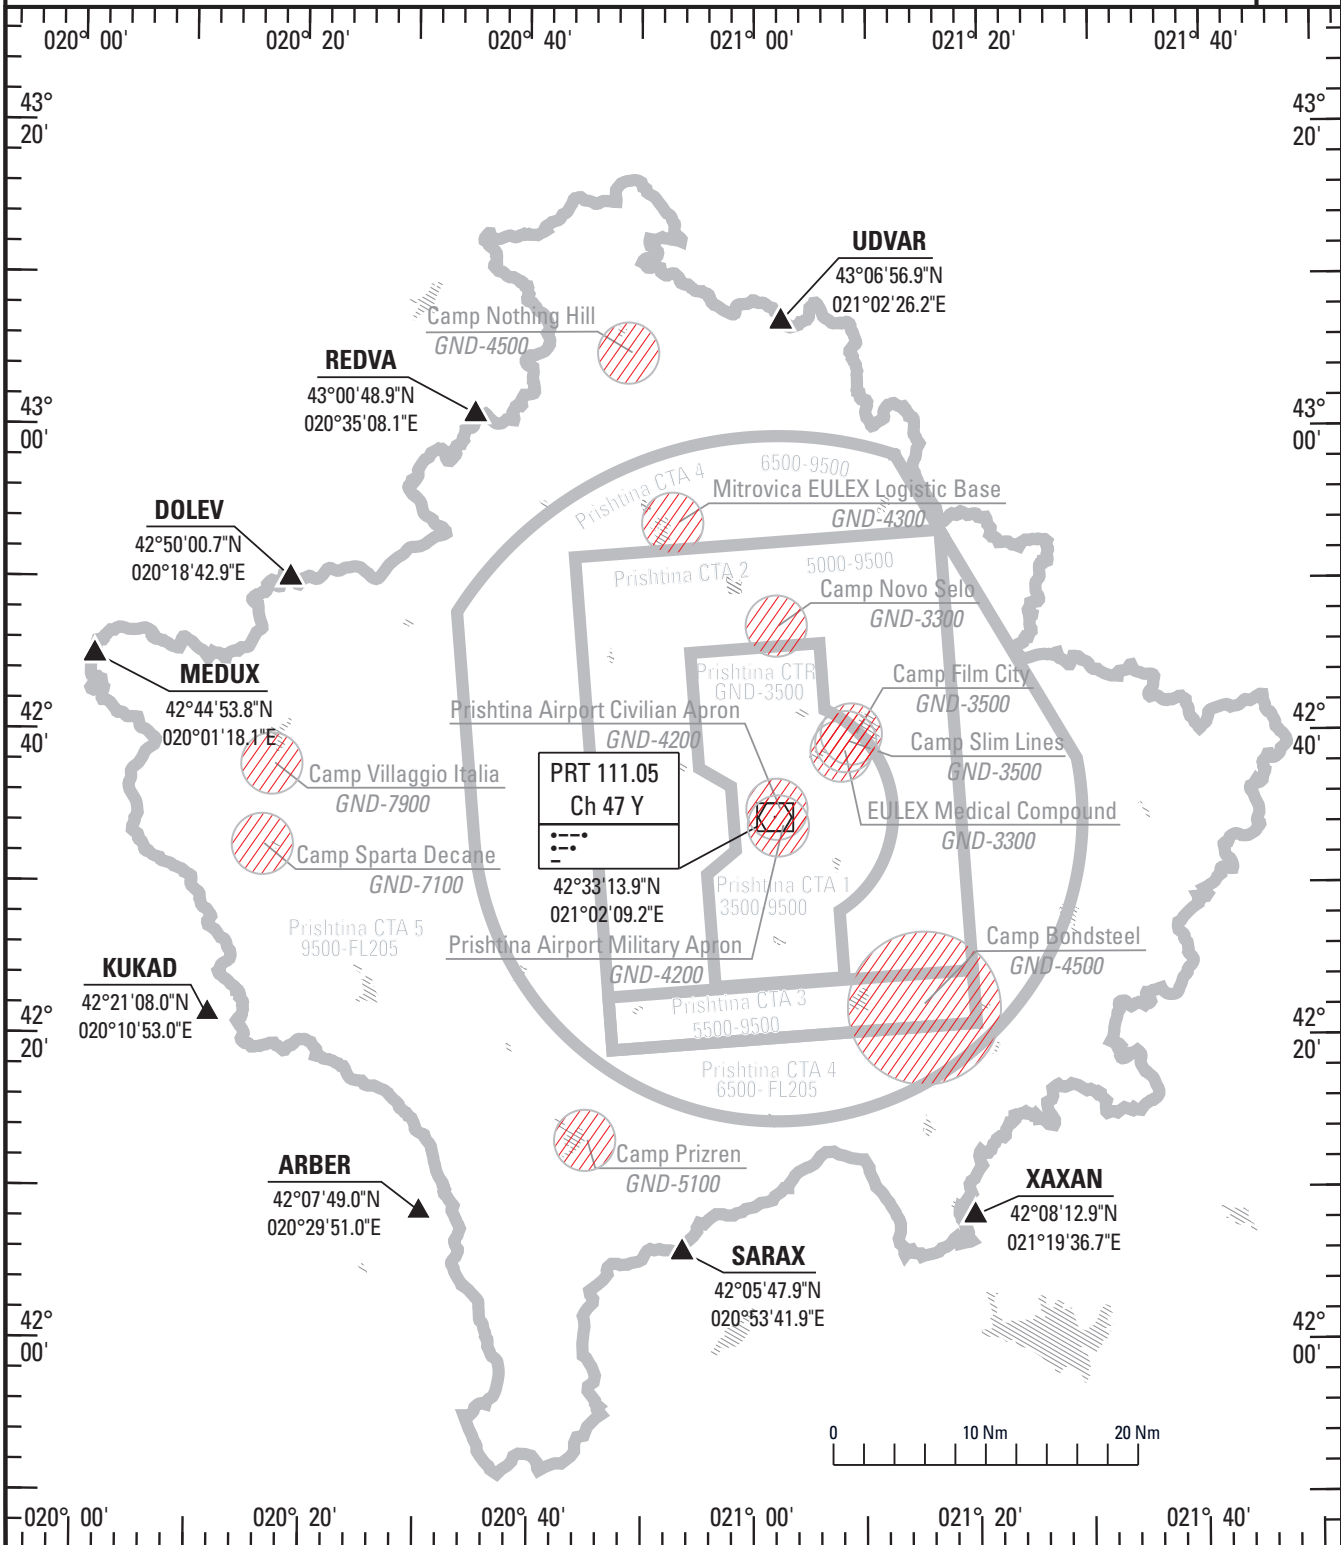 020° 00'
020° 20'
020° 40'
021° 00'
021° 20'
021° 40'
43°
20'
43°
20'
UDVAR
43°06'56.9"N
021°02'26.2"E
Camp Nothing Hill
GND-4500
REDVA
43°00'48.9"N
020°35'08.1"E
43°
00'
43°
00'
6500-9500
Prishtina CTA 4
Mitrovica EULEX Logistic Base
GND-4300
DOLEV
42°50'00.7"N
020°18'42.9"E
Prishtina CTA 2
5000-9500
Camp Novo Selo
GND-3300
MEDUX
42°44'53.8"N
020°01'18.1"E
Prishtina CTR
GND-3500
Camp Film City
GND-3500
42°
40'
42°
40'
Prishtina Airport Civilian Apron
GND-4200
Camp Slim Lines
GND-3500
PRT 111.05
Ch 47 Y
42°33'13.9"N
021°02'09.2"E
Camp Villaggio Italia
GND-7900
EULEX Medical Compound
GND-3300
Camp Sparta Decane
GND-7100
Prishtina CTA 1
3500-9500
Prishtina CTA 5
9500-FL205
Prishtina Airport Military Apron
GND-4200
Camp Bondsteel
GND-4500
KUKAD
42°21'08.0"N
020°10'53.0"E
Prishtina CTA 3
5500-9500
42°
20'
42°
20'
Prishtina CTA 4
6500-FL205
Camp Prizren
GND-5100
ARBER
42°07'49.0"N
020°29'51.0"E
XAXAN
42°08'12.9"N
021°19'36.7"E
SARAX
42°05'47.9"N
020°53'41.9"E
42°
00'
42°
00'
0
10 Nm
20 Nm
020° 00'
020° 20'
020° 40'
021° 00'
021° 20'
021° 40'